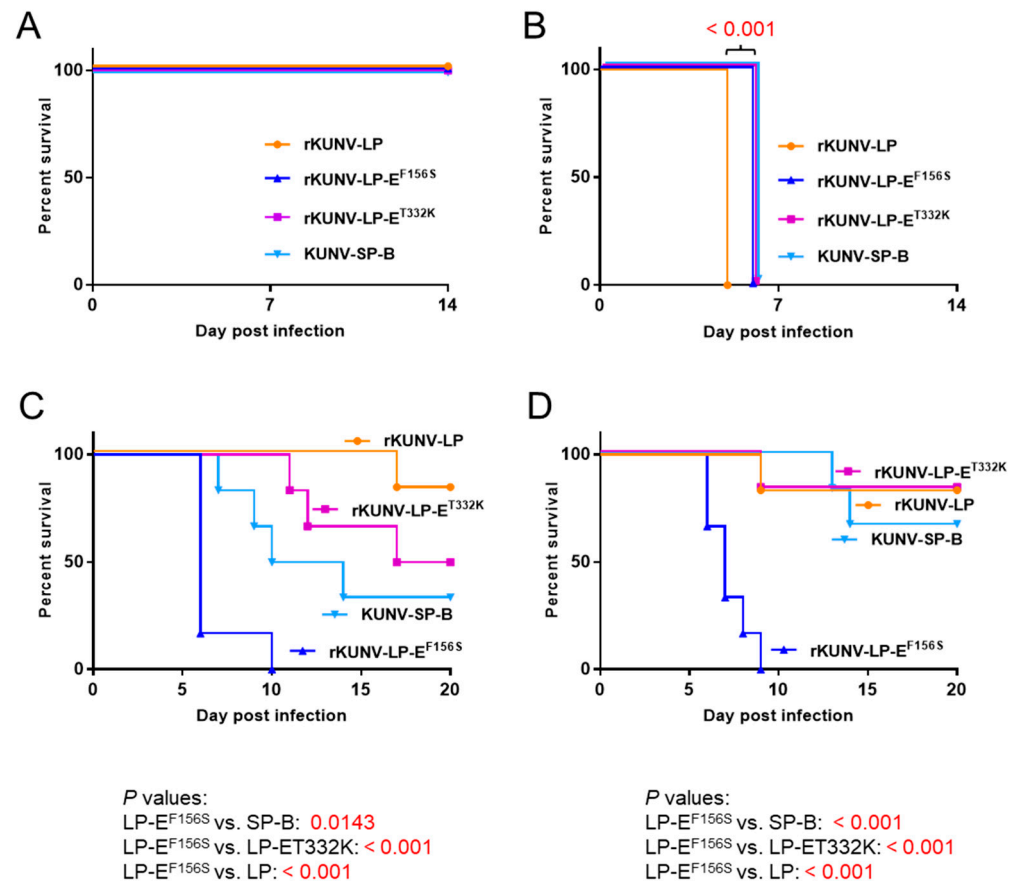 A
100
50
0
Percent survival
rKUNV-LP
rKUNV-LP-E^F156S
rKUNV-LP-E^T332K
KUNV-SP-B
0 7 14
Day post infection
B
< 0.001
100
50
0
Percent survival
rKUNV-LP
rKUNV-LP-E^F156S
rKUNV-LP-E^T332K
KUNV-SP-B
0 7 14
Day post infection
C
100
50
0
Percent survival
rKUNV-LP
rKUNV-LP-E^T332K
KUNV-SP-B
rKUNV-LP-E^F156S
0 5 10 15 20
Day post infection
D
100
50
0
Percent survival
rKUNV-LP-E^T332K
rKUNV-LP
KUNV-SP-B
rKUNV-LP-E^F156S
0 5 10 15 20
Day post infection
P values:
LP-E^F156S vs. SP-B: 0.0143
LP-E^F156S vs. LP-ET332K: < 0.001
LP-E^F156S vs. LP: < 0.001
P values:
LP-E^F156S vs. SP-B: < 0.001
LP-E^F156S vs. LP-ET332K: < 0.001
LP-E^F156S vs. LP: < 0.001